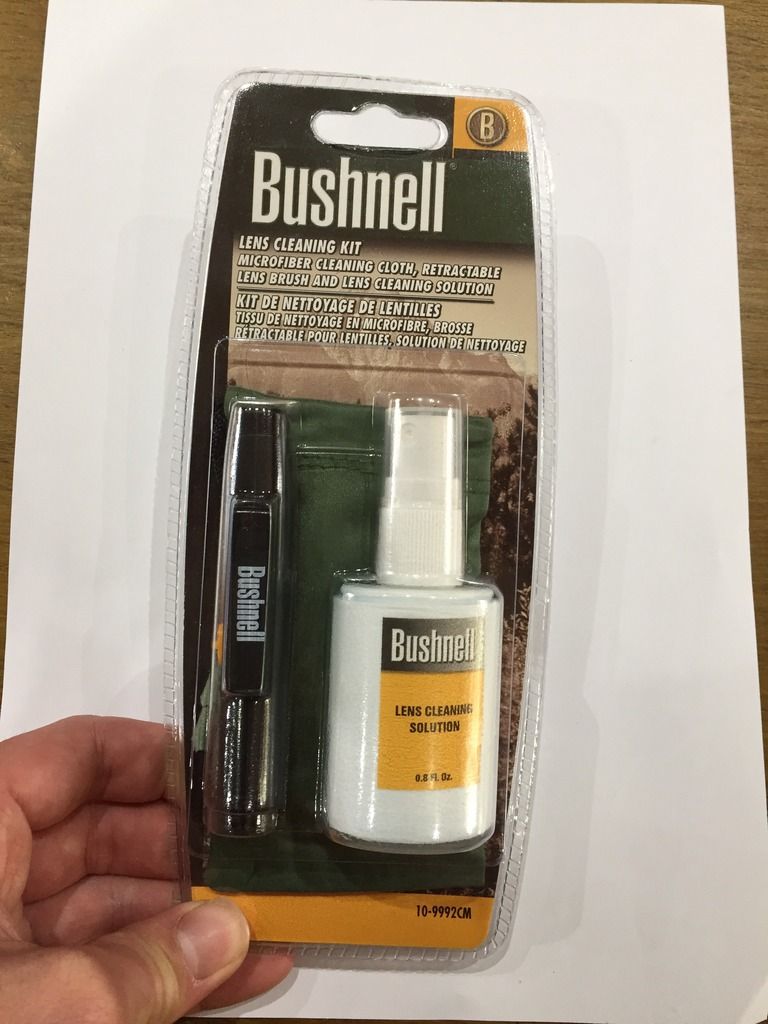 B
Bushnell®
LENS CLEANING KIT
MICROFIBER CLEANING CLOTH, RETRACTABLE
LENS BRUSH AND LENS CLEANING SOLUTION
KIT DE NETTOYAGE DE LENTILLES
TISSU DE NETTOYAGE EN MICROFIBRE, BROSSE
RÉTRACTABLE POUR LENTILLES, SOLUTION DE NETTOYAGE
Bushnell
Bushnell
LENS CLEANING
SOLUTION
0.8 Fl. Oz.
10-9992CM